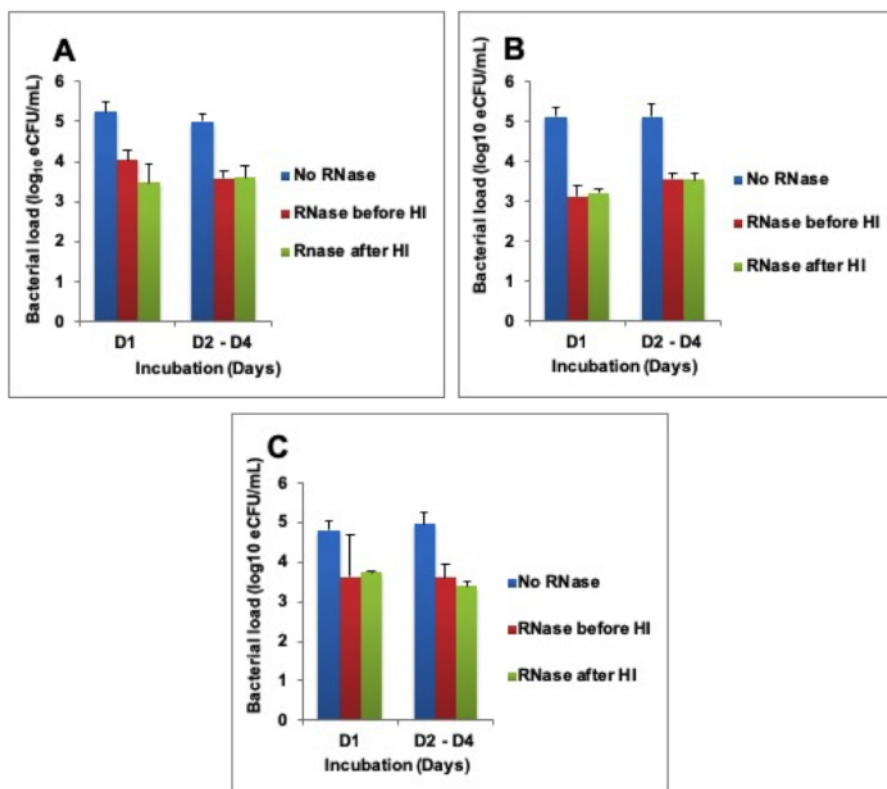 A
Bacterial load (log₁₀ eCFU/mL)
6
5
4
3
2
1
0
D1
D2 - D4
Incubation (Days)
No RNase
RNase before HI
Rnase after HI
B
Bacterial load (log10 eCFU/mL)
6
5
4
3
2
1
0
D1
D2 - D4
Incubation (Days)
No RNase
RNase before HI
RNase after HI
C
Bacterial load (log10 eCFU/mL)
6
5
4
3
2
1
0
D1
D2 - D4
Incubation (Days)
No RNase
RNase before HI
RNase after HI